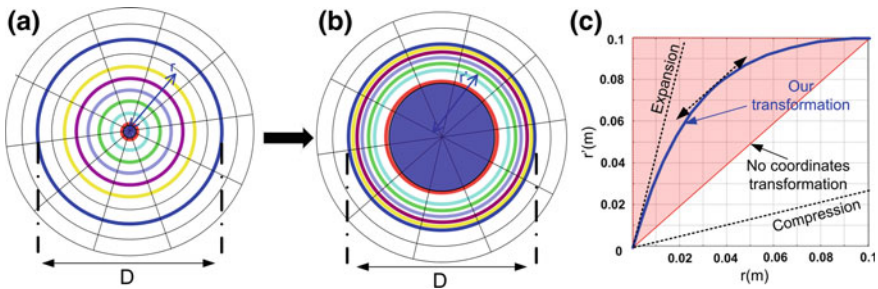 (a)
r
D
(b)
r'
D
(c)
r'(m)
0.1
0.08
0.06
0.04
0.02
0
0.02
0.04
0.06
0.08
0.1
r(m)
Expansion
Our
transformation
No coordinates
transformation
Compression